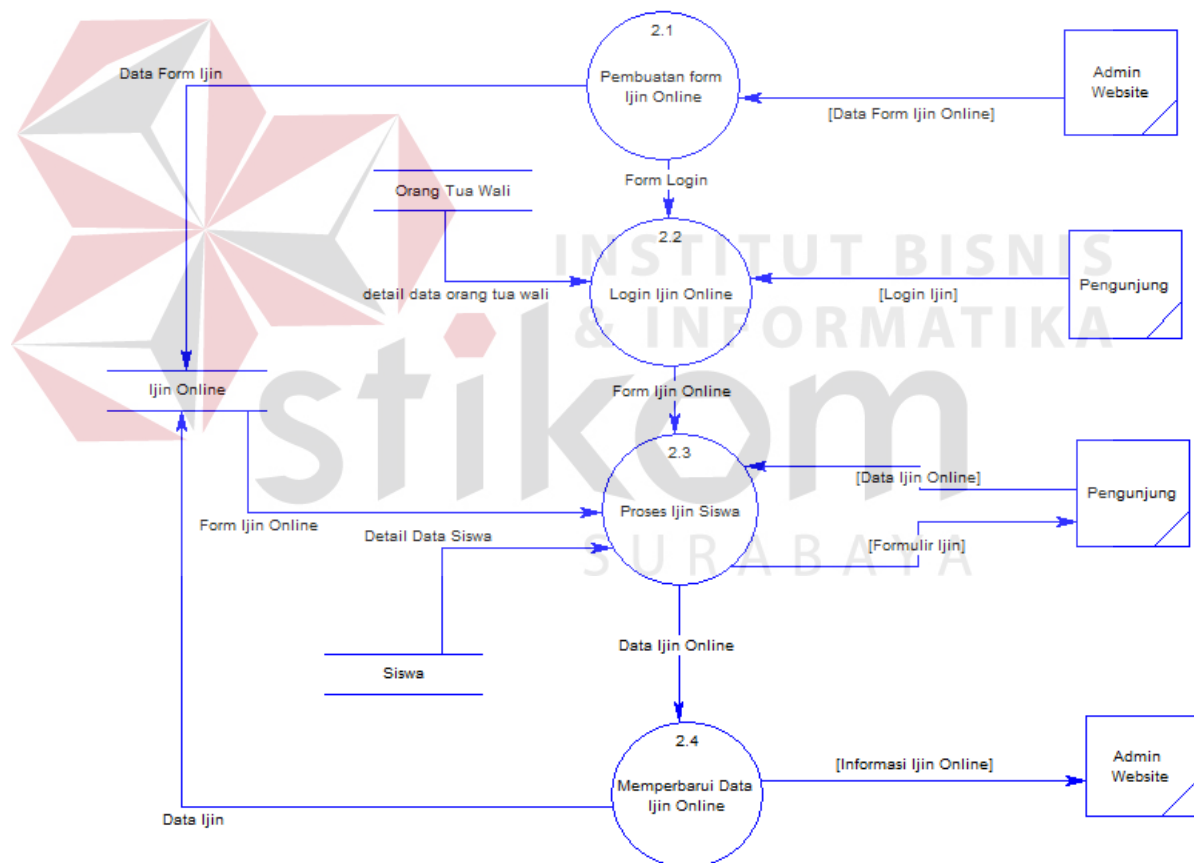 2.1
Pembuatan form
Ijin Online
Data Form Ijin
Admin
Website
[Data Form Ijin Online]
Form Login
Orang Tua Wali
2.2
Login Ijin Online
INSTITUT BISNIS
& INFORMATIKA
detail data orang tua wali
[Login Ijin]
Pengunjung
Ijin Online
Form Ijin Online
stikom
2.3
Proses Ijin Siswa
[Data Ijin Online]
Pengunjung
Form Ijin Online
Detail Data Siswa
[Formulir Ijin]
SURABAYA
Data Ijin Online
Siswa
2.4
Memperbarui Data
Ijin Online
[Informasi Ijin Online]
Admin
Website
Data Ijin